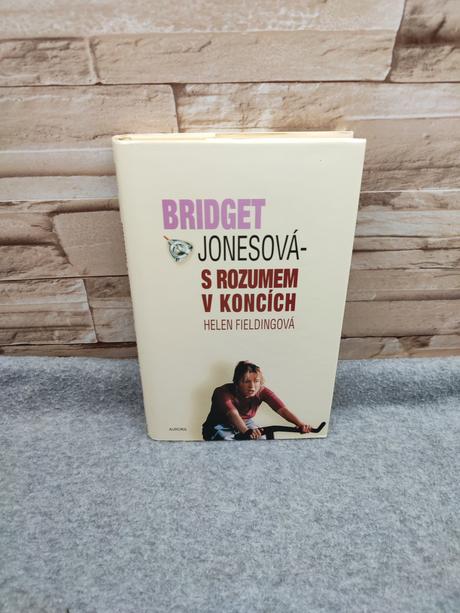 BRIDGET
JONESOVÁ-
S ROZUMEM
V KONCÍCH
HELEN FIELDINGOVÁ
AURORA